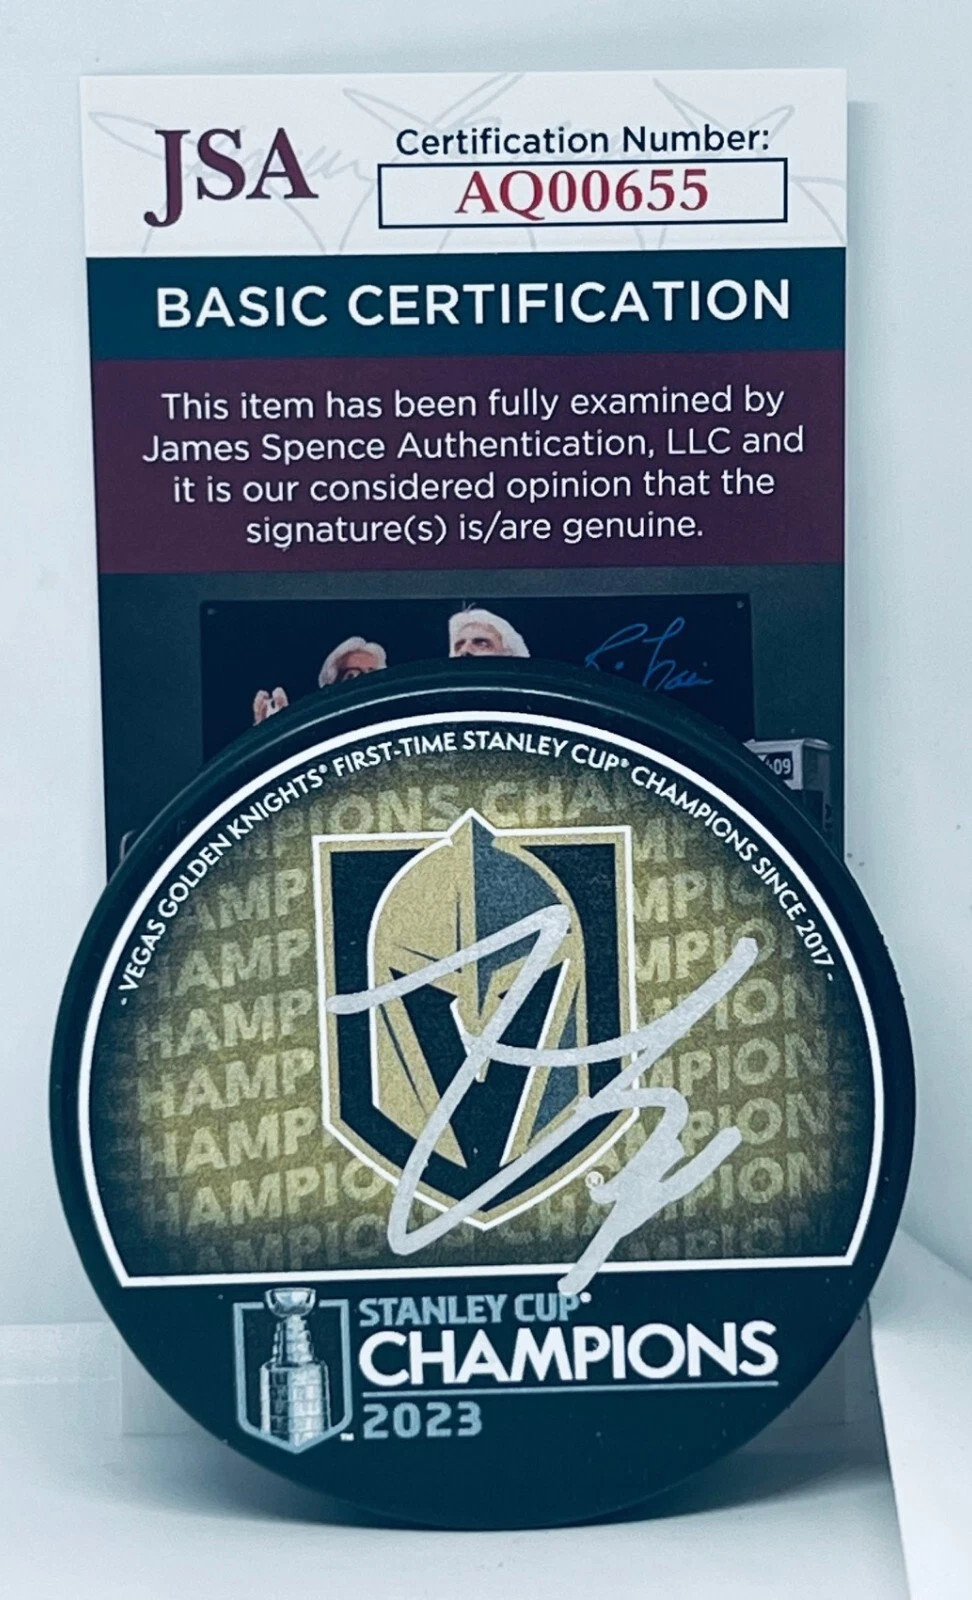 JSA
Certification Number:
AQ00655
BASIC CERTIFICATION
This item has been fully examined by
James Spence Authentication, LLC and
it is our considered opinion that the
signature(s) is/are genuine.
- VEGAS GOLDEN KNIGHTS® FIRST-TIME STANLEY CUP® CHAMPIONS SINCE 2017 -
STANLEY CUP®
CHAMPIONS
2023